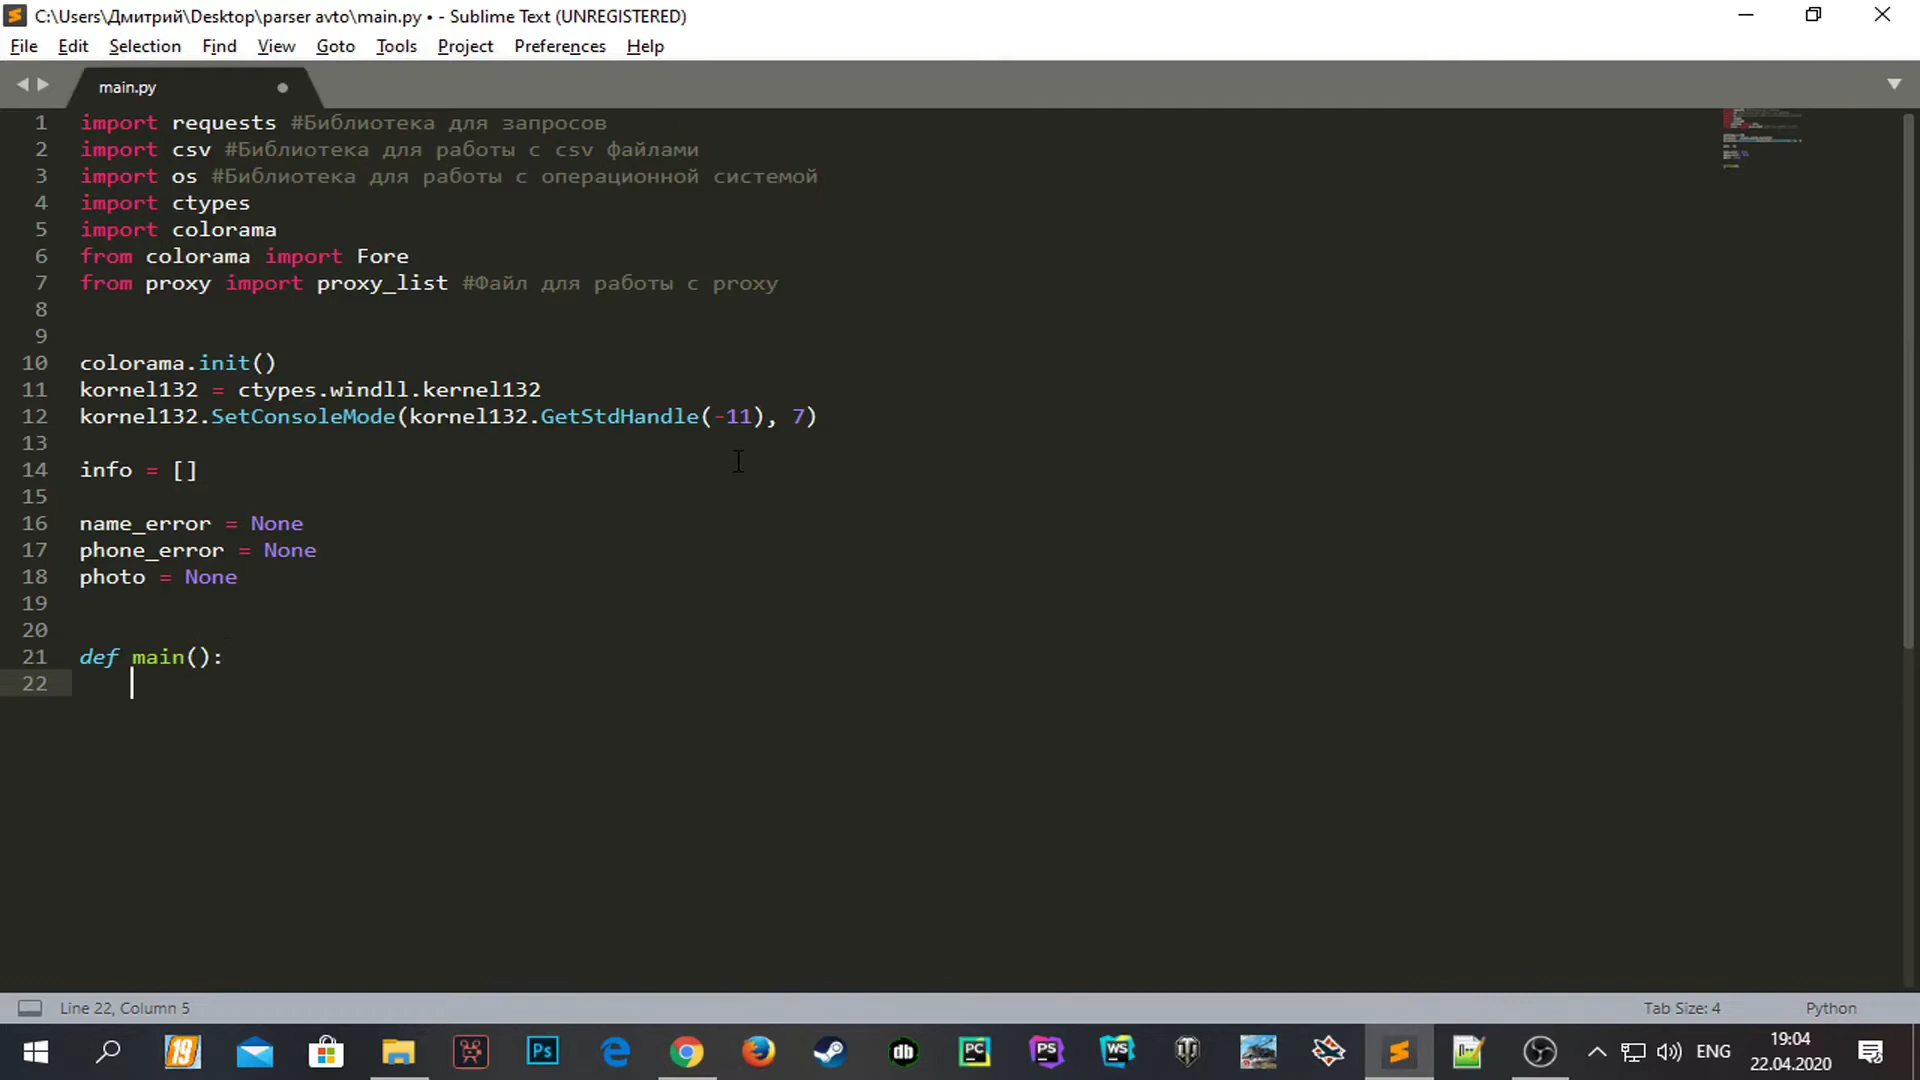 C:\Users\Дмитрий\Desktop\parser avto\main.py • - Sublime Text (UNREGISTERED)
File Edit Selection Find View Goto Tools Project Preferences Help
main.py
1 import requests #Библиотека для запросов
2 import csv #Библиотека для работы с csv файлами
3 import os #Библиотека для работы с операционной системой
4 import ctypes
5 import colorama
6 from colorama import Fore
7 from proxy import proxy_list #Файл для работы с proxy
8
9
10 colorama.init()
11 kornel132 = ctypes.windll.kernel132
12 kornel132.SetConsoleMode(kornel132.GetStdHandle(-11), 7)
13
14 info = []
15
16 name_error = None
17 phone_error = None
18 photo = None
19
20
21 def main():
22
Line 22, Column 5 Tab Size: 4 Python
19 Ps db PC PS WS ENG 19:04
22.04.2020